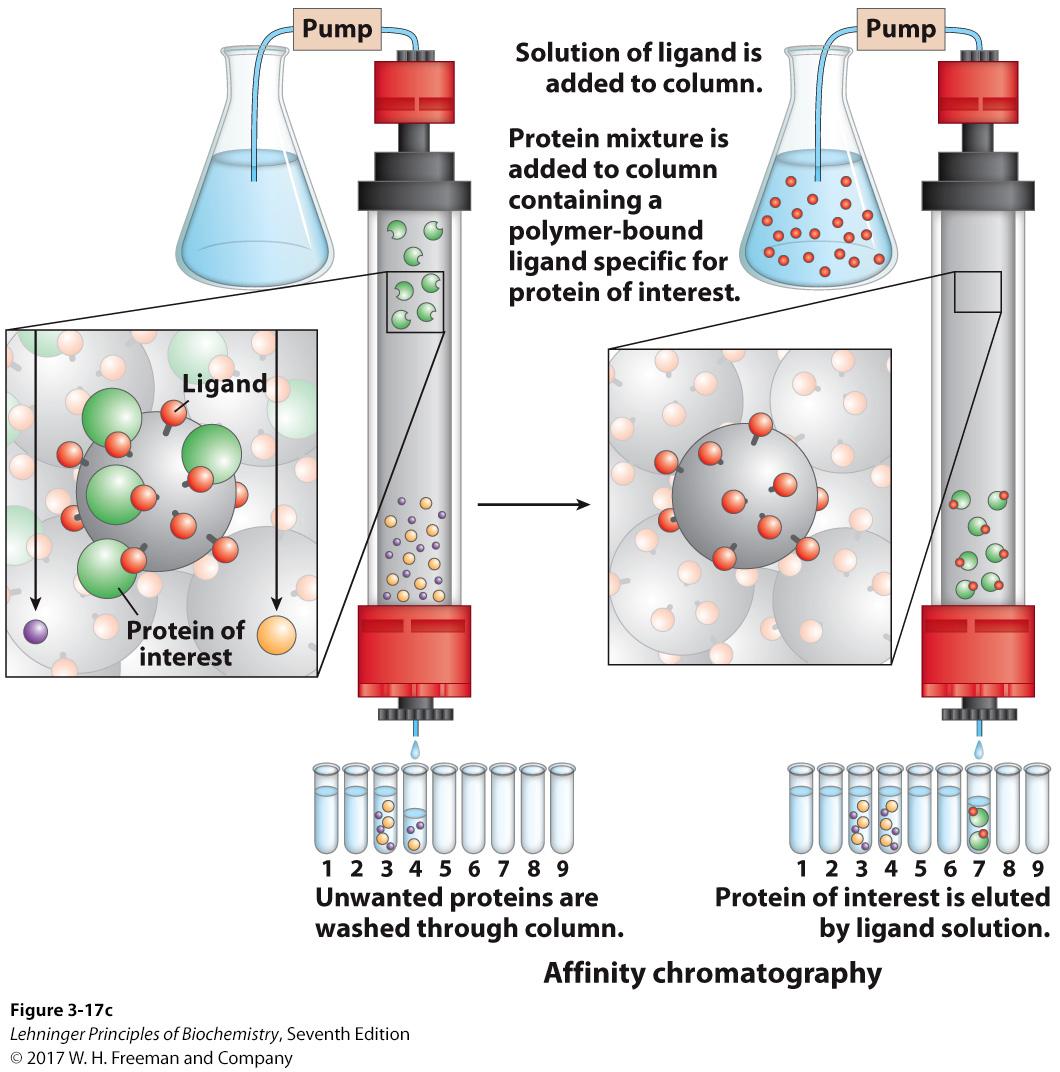 Pump
Pump
Solution of ligand is
added to column.
Protein mixture is
added to column
containing a
polymer-bound
ligand specific for
protein of interest.
Ligand
Protein of
interest
1 2 3 4 5 6 7 8 9
Unwanted proteins are
washed through column.
1 2 3 4 5 6 7 8 9
Protein of interest is eluted
by ligand solution.
Affinity chromatography
Figure 3-17c
Lehninger Principles of Biochemistry, Seventh Edition
© 2017 W. H. Freeman and Company